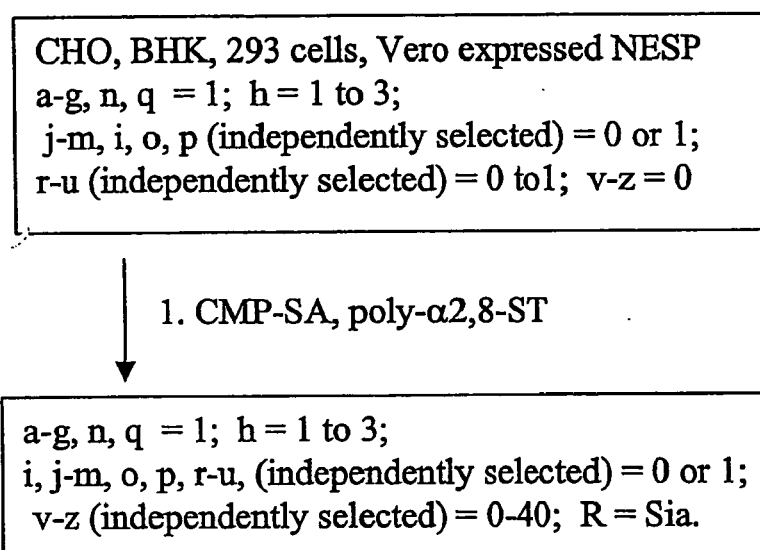 CHO, BHK, 293 cells, Vero expressed NESP
a-g, n, q = 1; h = 1 to 3;
j-m, i, o, p (independently selected) = 0 or 1;
r-u (independently selected) = 0 to1; v-z = 0
1. CMP-SA, poly-α2,8-ST
a-g, n, q = 1; h = 1 to 3;
i, j-m, o, p, r-u, (independently selected) = 0 or 1;
v-z (independently selected) = 0-40; R = Sia.